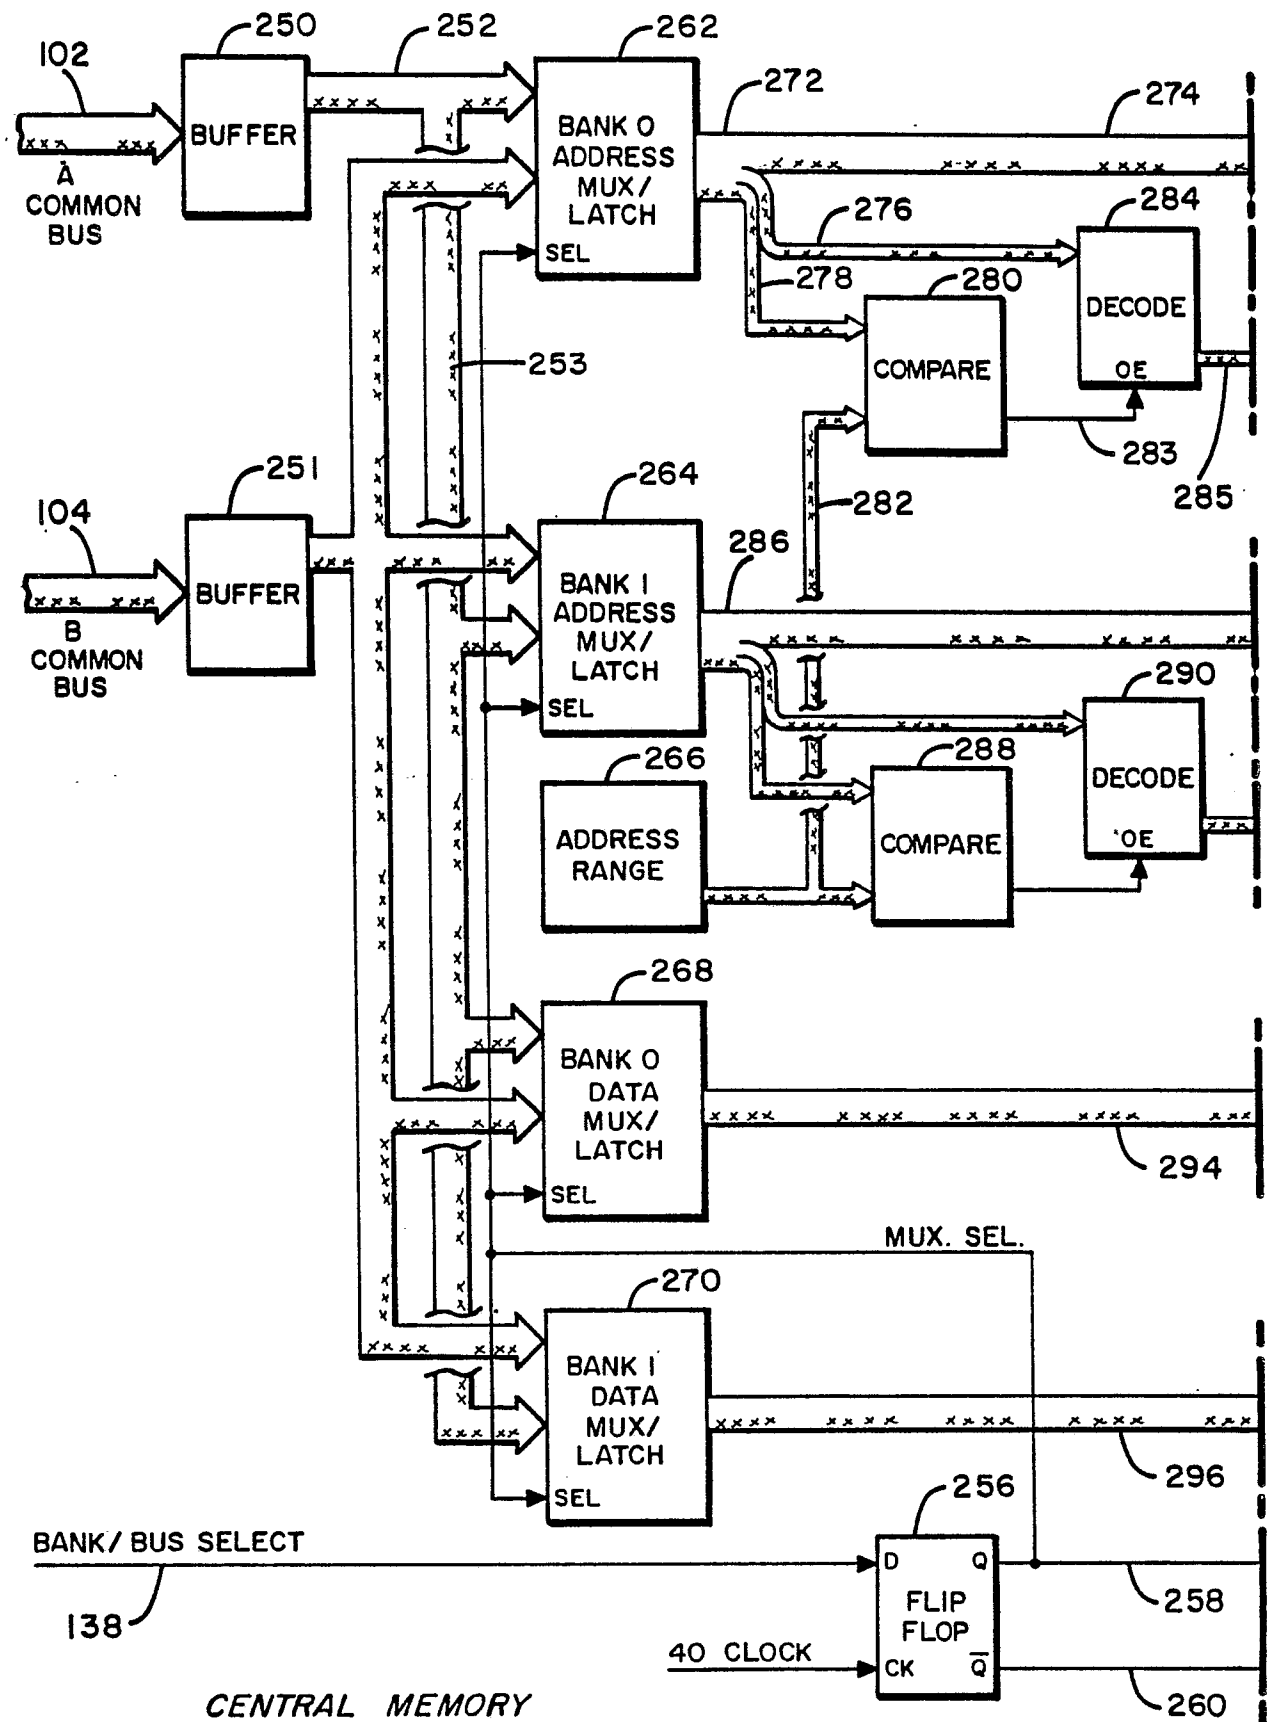 250
252
262
102
272
274
BUFFER
BANK 0
ADDRESS
MUX/
LATCH
SEL
A
COMMON
BUS
276
284
278
280
DECODE
OE
COMPARE
253
283
285
251
264
282
104
286
BUFFER
BANK 1
ADDRESS
MUX/
LATCH
SEL
B
COMMON
BUS
290
266
288
DECODE
OE
ADDRESS
RANGE
COMPARE
268
BANK 0
DATA
MUX/
LATCH
SEL
294
MUX. SEL.
270
BANK 1
DATA
MUX/
LATCH
SEL
296
256
BANK/BUS SELECT
D Q
FLIP
FLOP
CK Q̅
138
258
40 CLOCK
260
CENTRAL MEMORY